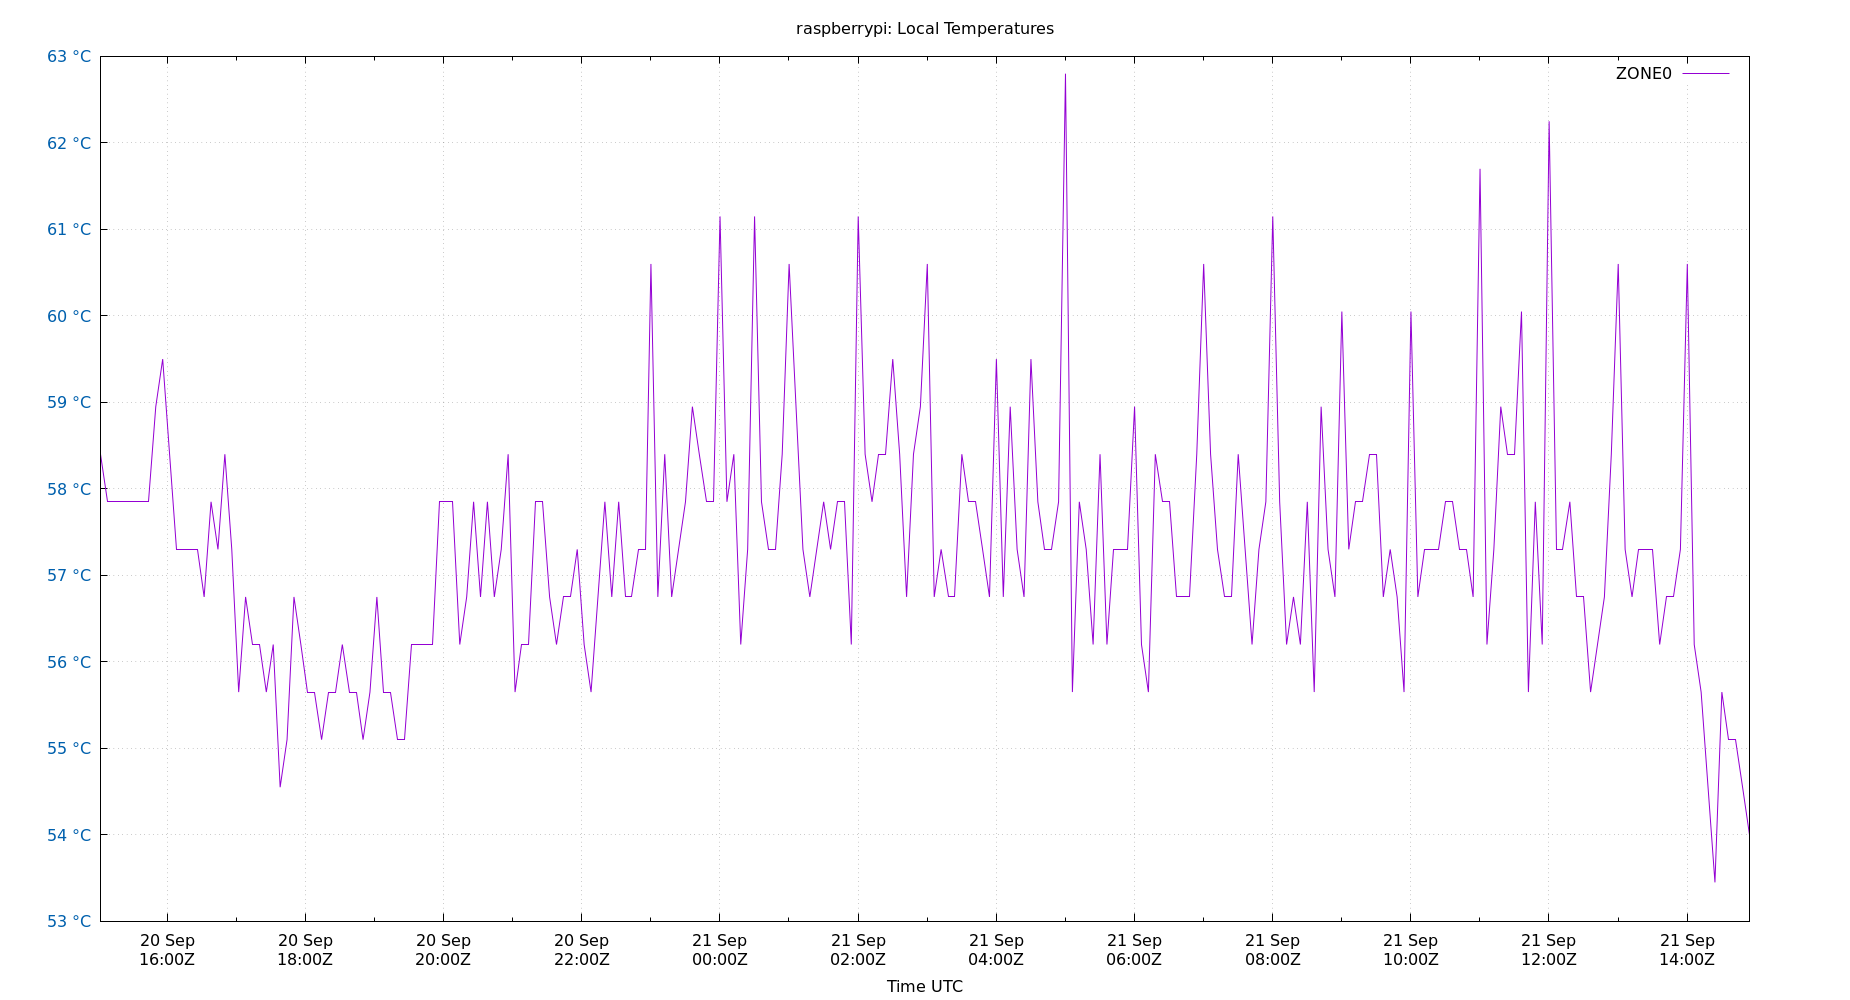 raspberrypi: Local Temperatures
63 °C
ZONE0
62 °C
61 °C
60 °C
59 °C
58 °C
57 °C
56 °C
55 °C
54 °C
53 °C
20 Sep 20 Sep 20 Sep 20 Sep 21 Sep 21 Sep 21 Sep 21 Sep 21 Sep 21 Sep 21 Sep 21 Sep
16:00Z 18:00Z 20:00Z 22:00Z 00:00Z 02:00Z 04:00Z 06:00Z 08:00Z 10:00Z 12:00Z 14:00Z
Time UTC